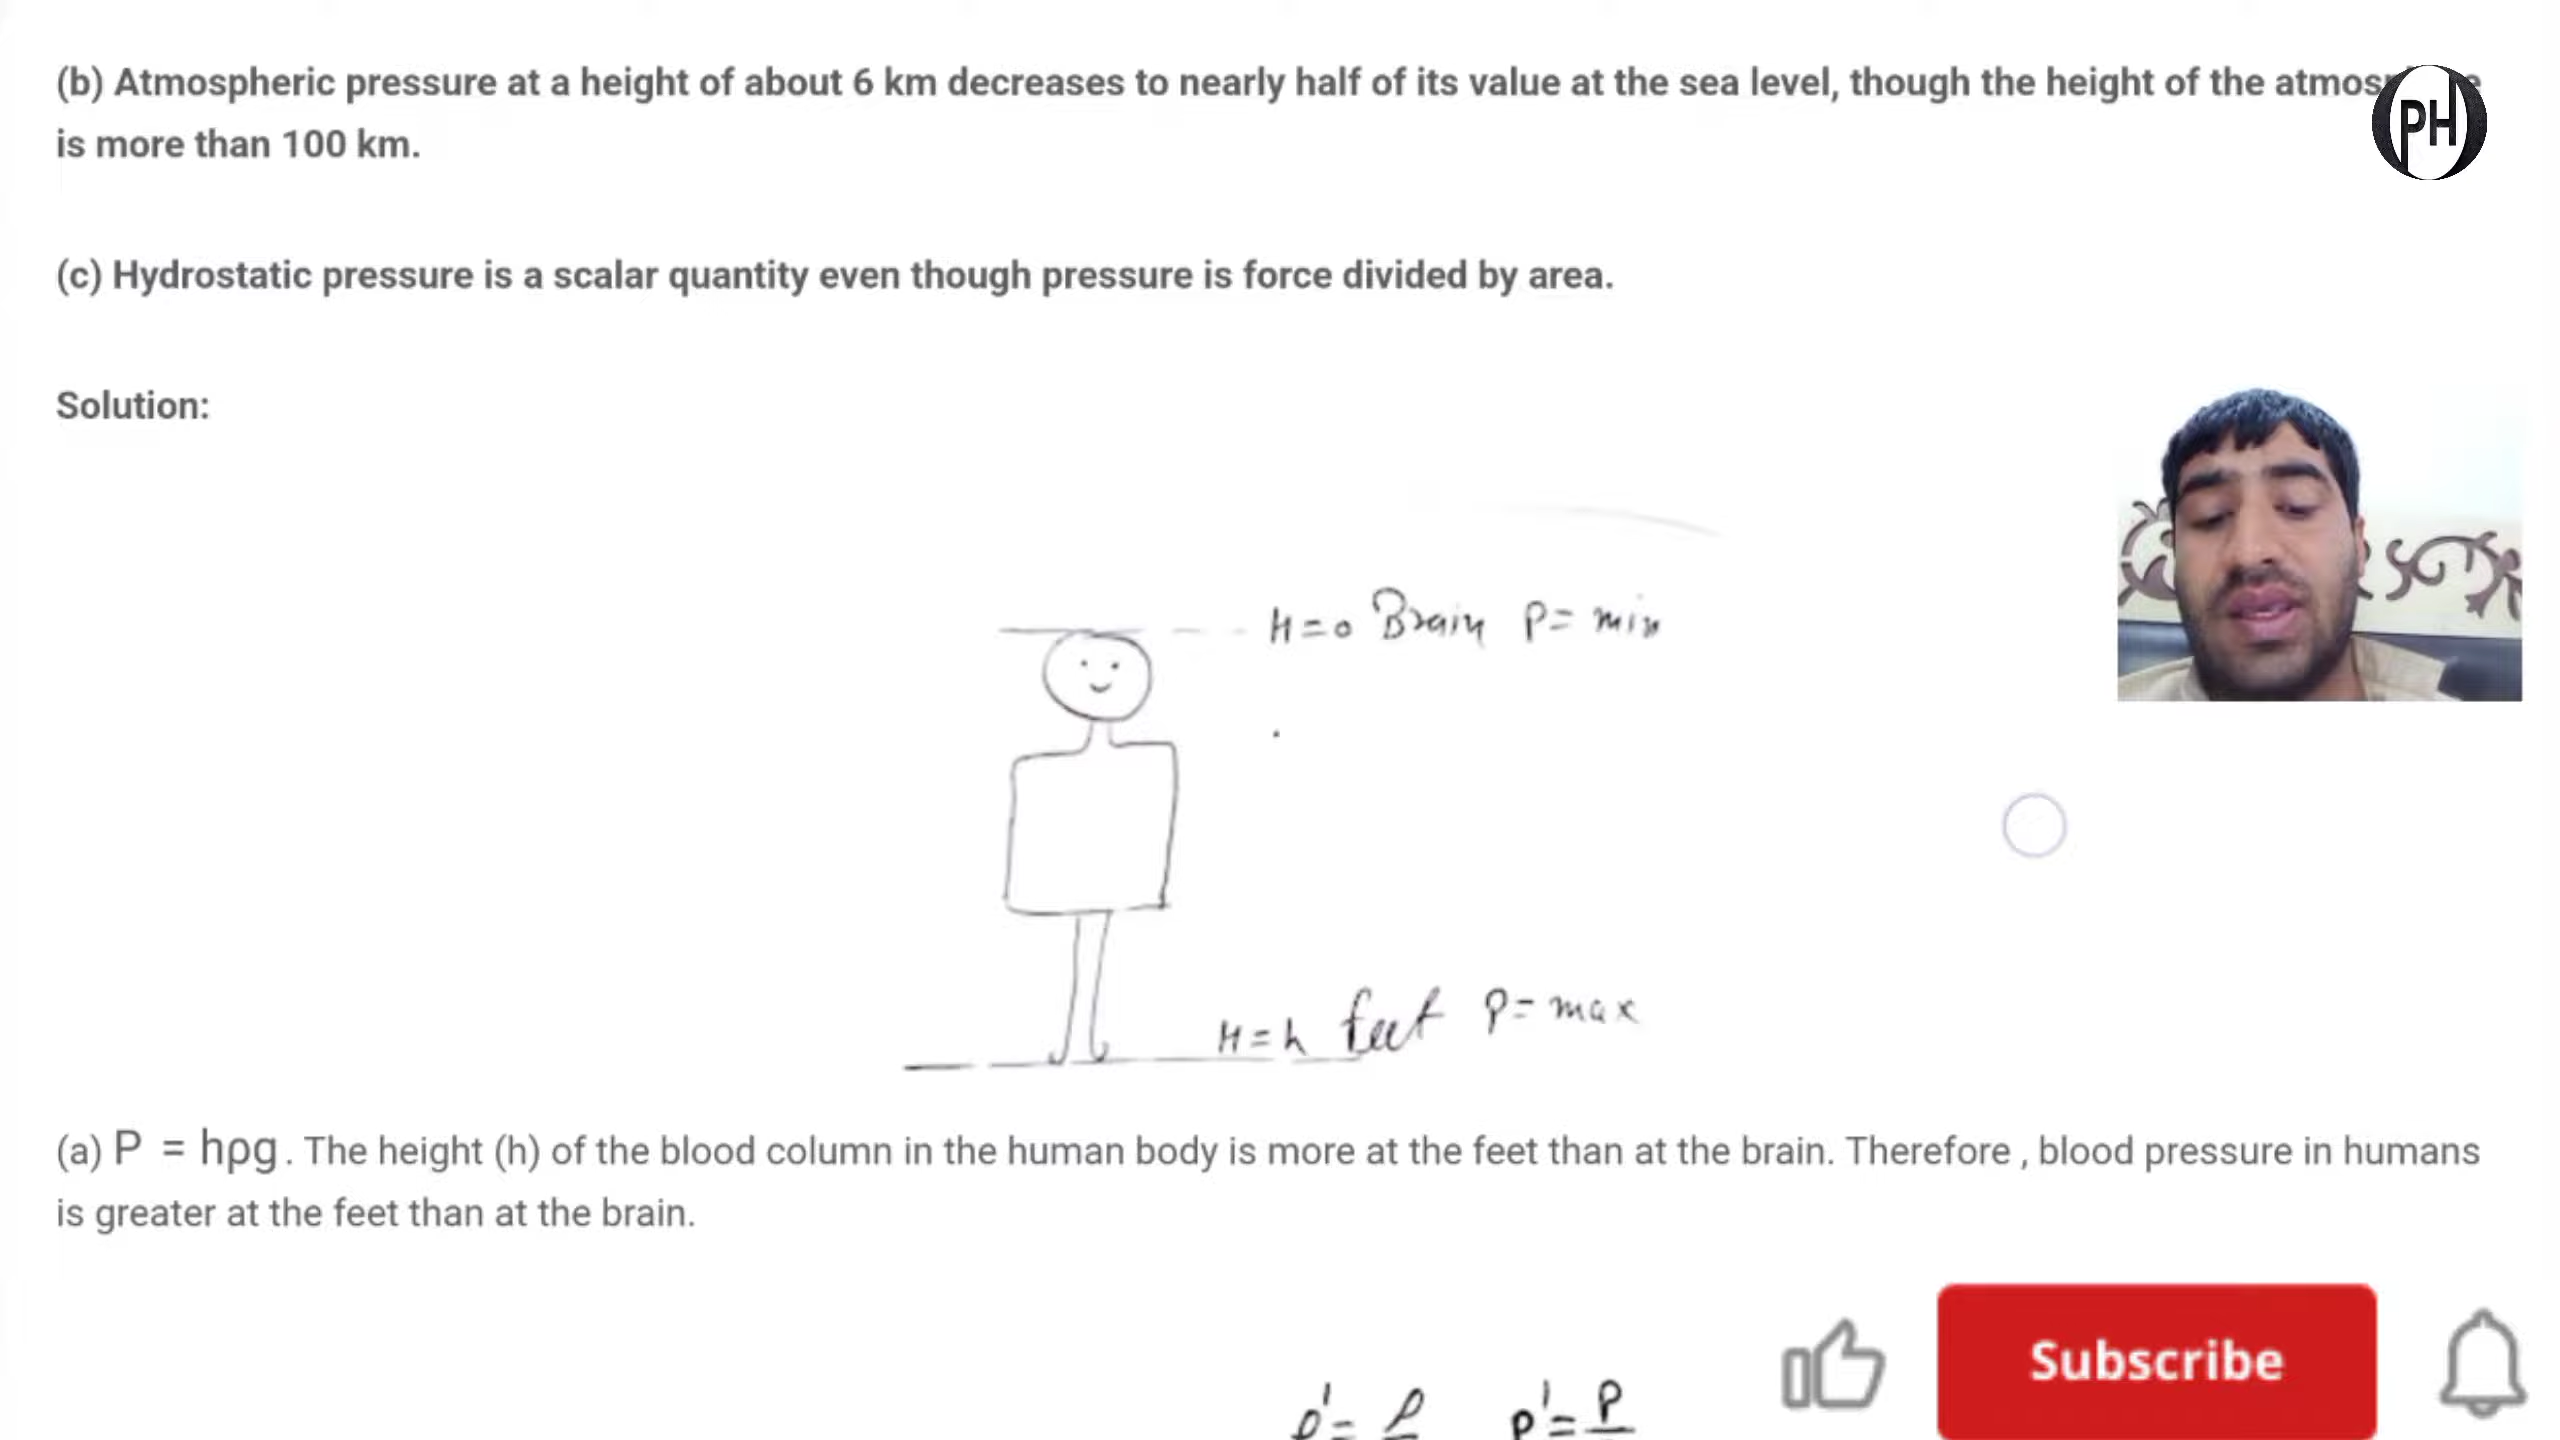 (b) Atmospheric pressure at a height of about 6 km decreases to nearly half of its value at the sea level, though the height of the
PH
is more than 100 km.
(c) Hydrostatic pressure is a scalar quantity even though pressure is force divided by area.
Solution:
H=0 Brain P= min
H=h feet P= max
(a) P = hρg. The height (h) of the blood column in the human body is more at the feet than at the brain. Therefore , blood pressure in humans
is greater at the feet than at the brain.
Subscribe